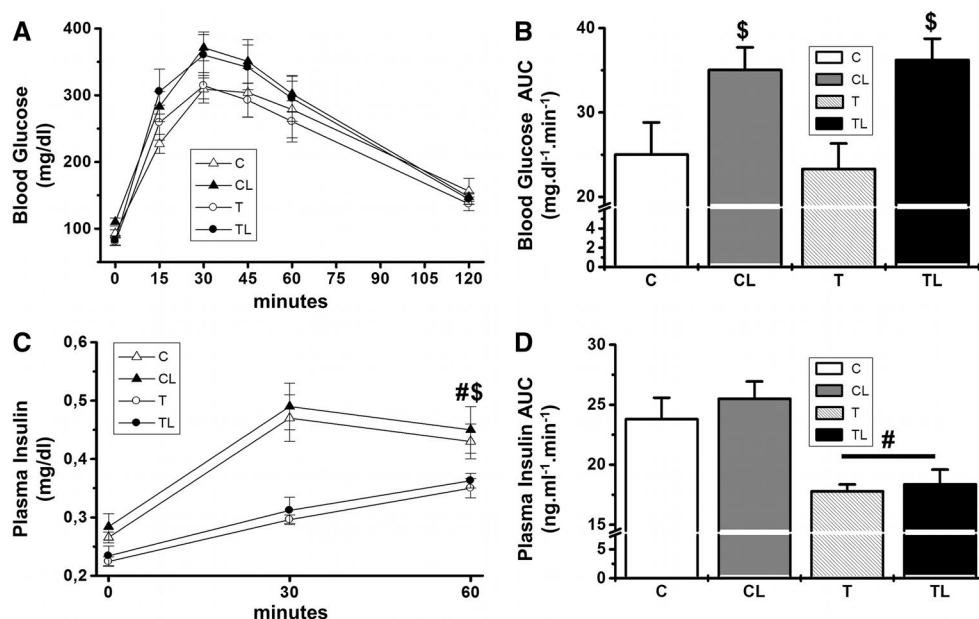 A
Blood Glucose
(mg/dl)
400
300
200
100
C
CL
T
TL
0 15 30 45 60 75 90 105 120
minutes
B
Blood Glucose AUC
(mg.dl⁻¹.min⁻¹)
40
30
20
6
4
2
0
$ $
C
CL
T
TL
C CL T TL
C
Plasma Insulin
(mg/dl)
0,6
0,5
0,4
0,3
0,2
C
CL
T
TL
#$
0 30 60
minutes
D
Plasma Insulin AUC
(ng.ml⁻¹.min⁻¹)
30
25
20
15
5
0
C
CL
T
TL
#
C CL T TL